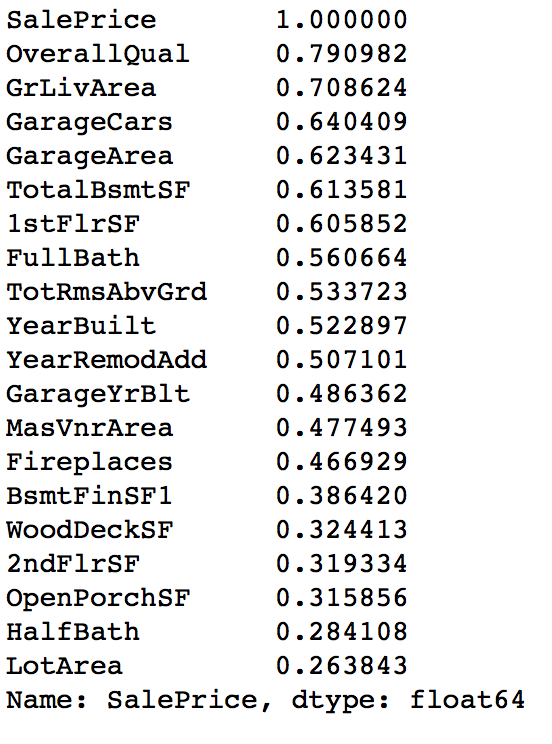 SalePrice 1.000000
OverallQual 0.790982
GrLivArea 0.708624
GarageCars 0.640409
GarageArea 0.623431
TotalBsmtSF 0.613581
1stFlrSF 0.605852
FullBath 0.560664
TotRmsAbvGrd 0.533723
YearBuilt 0.522897
YearRemodAdd 0.507101
GarageYrBlt 0.486362
MasVnrArea 0.477493
Fireplaces 0.466929
BsmtFinSF1 0.386420
WoodDeckSF 0.324413
2ndFlrSF 0.319334
OpenPorchSF 0.315856
HalfBath 0.284108
LotArea 0.263843
Name: SalePrice, dtype: float64